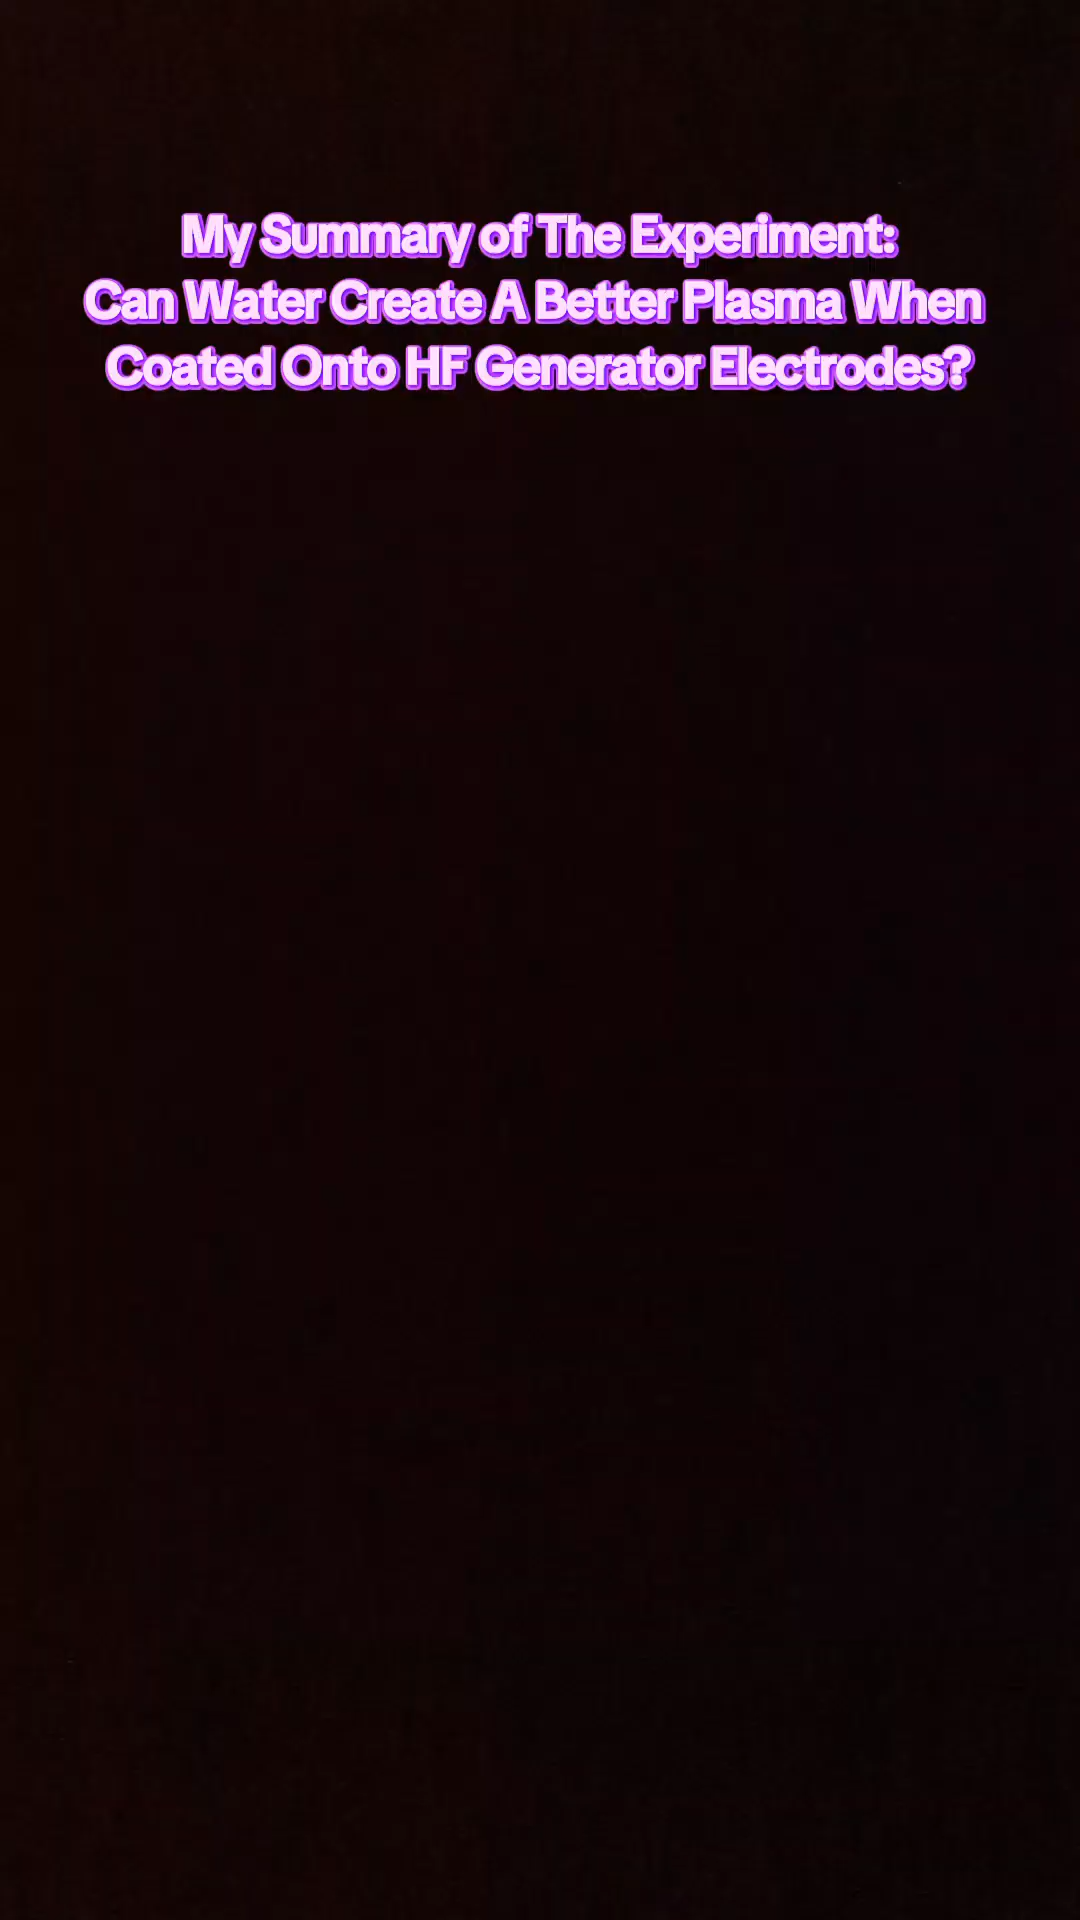 My Summary of The Experiment:
Can Water Create A Better Plasma When
Coated Onto HF Generator Electrodes?